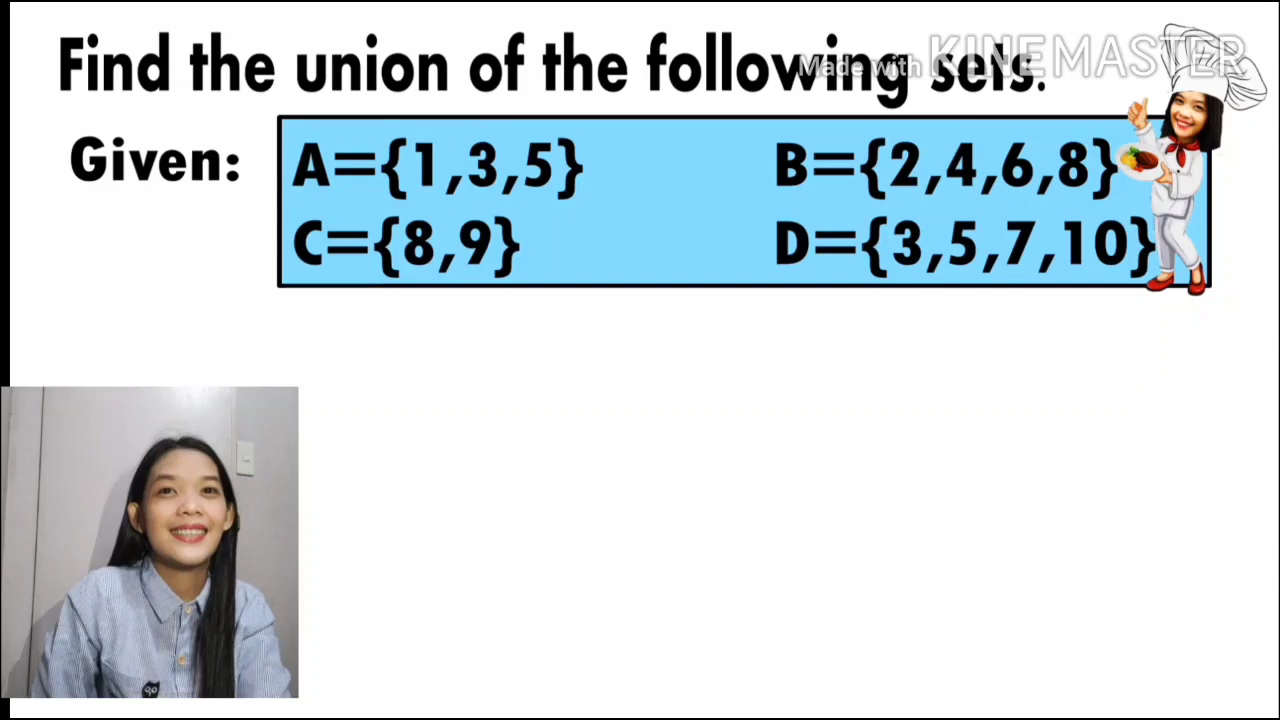 Find the union of the following sets.
Made with KINEMASTER
Given:
A={1,3,5} B={2,4,6,8}
C={8,9} D={3,5,7,10}